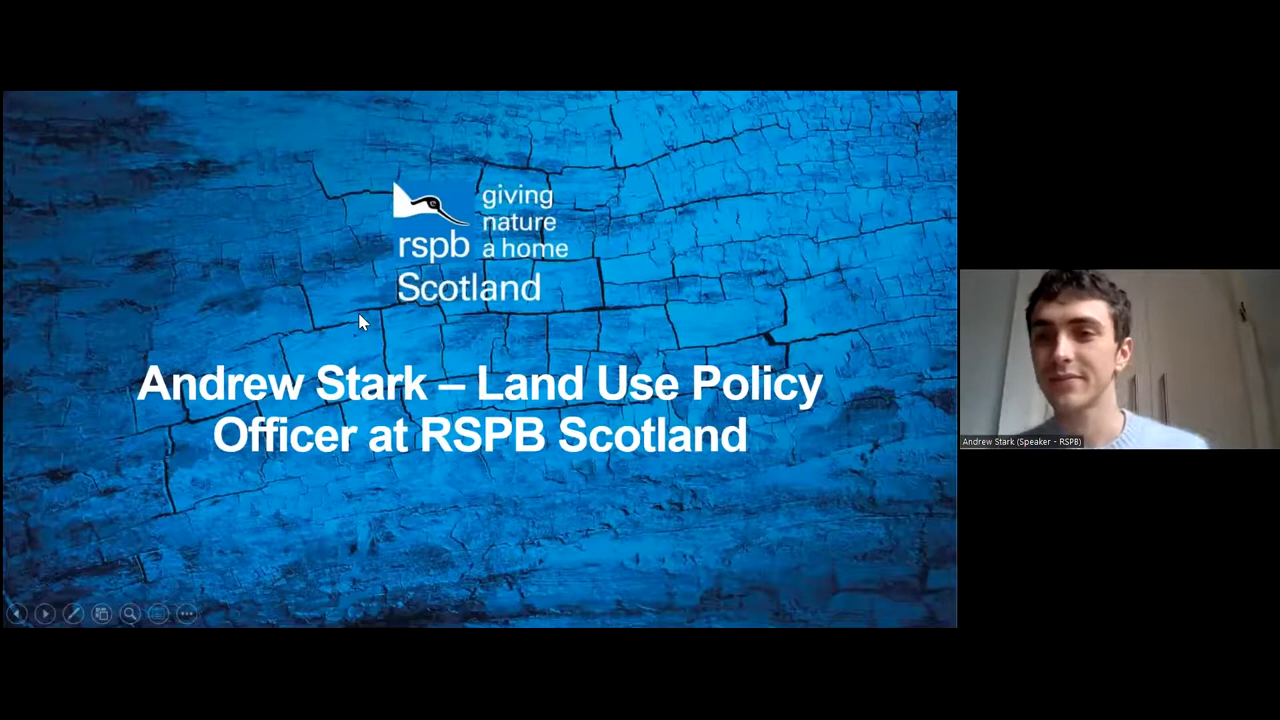 giving
nature
a home
rspb
Scotland
Andrew Stark – Land Use Policy
Officer at RSPB Scotland
Andrew Stark (Speaker - RSPB)